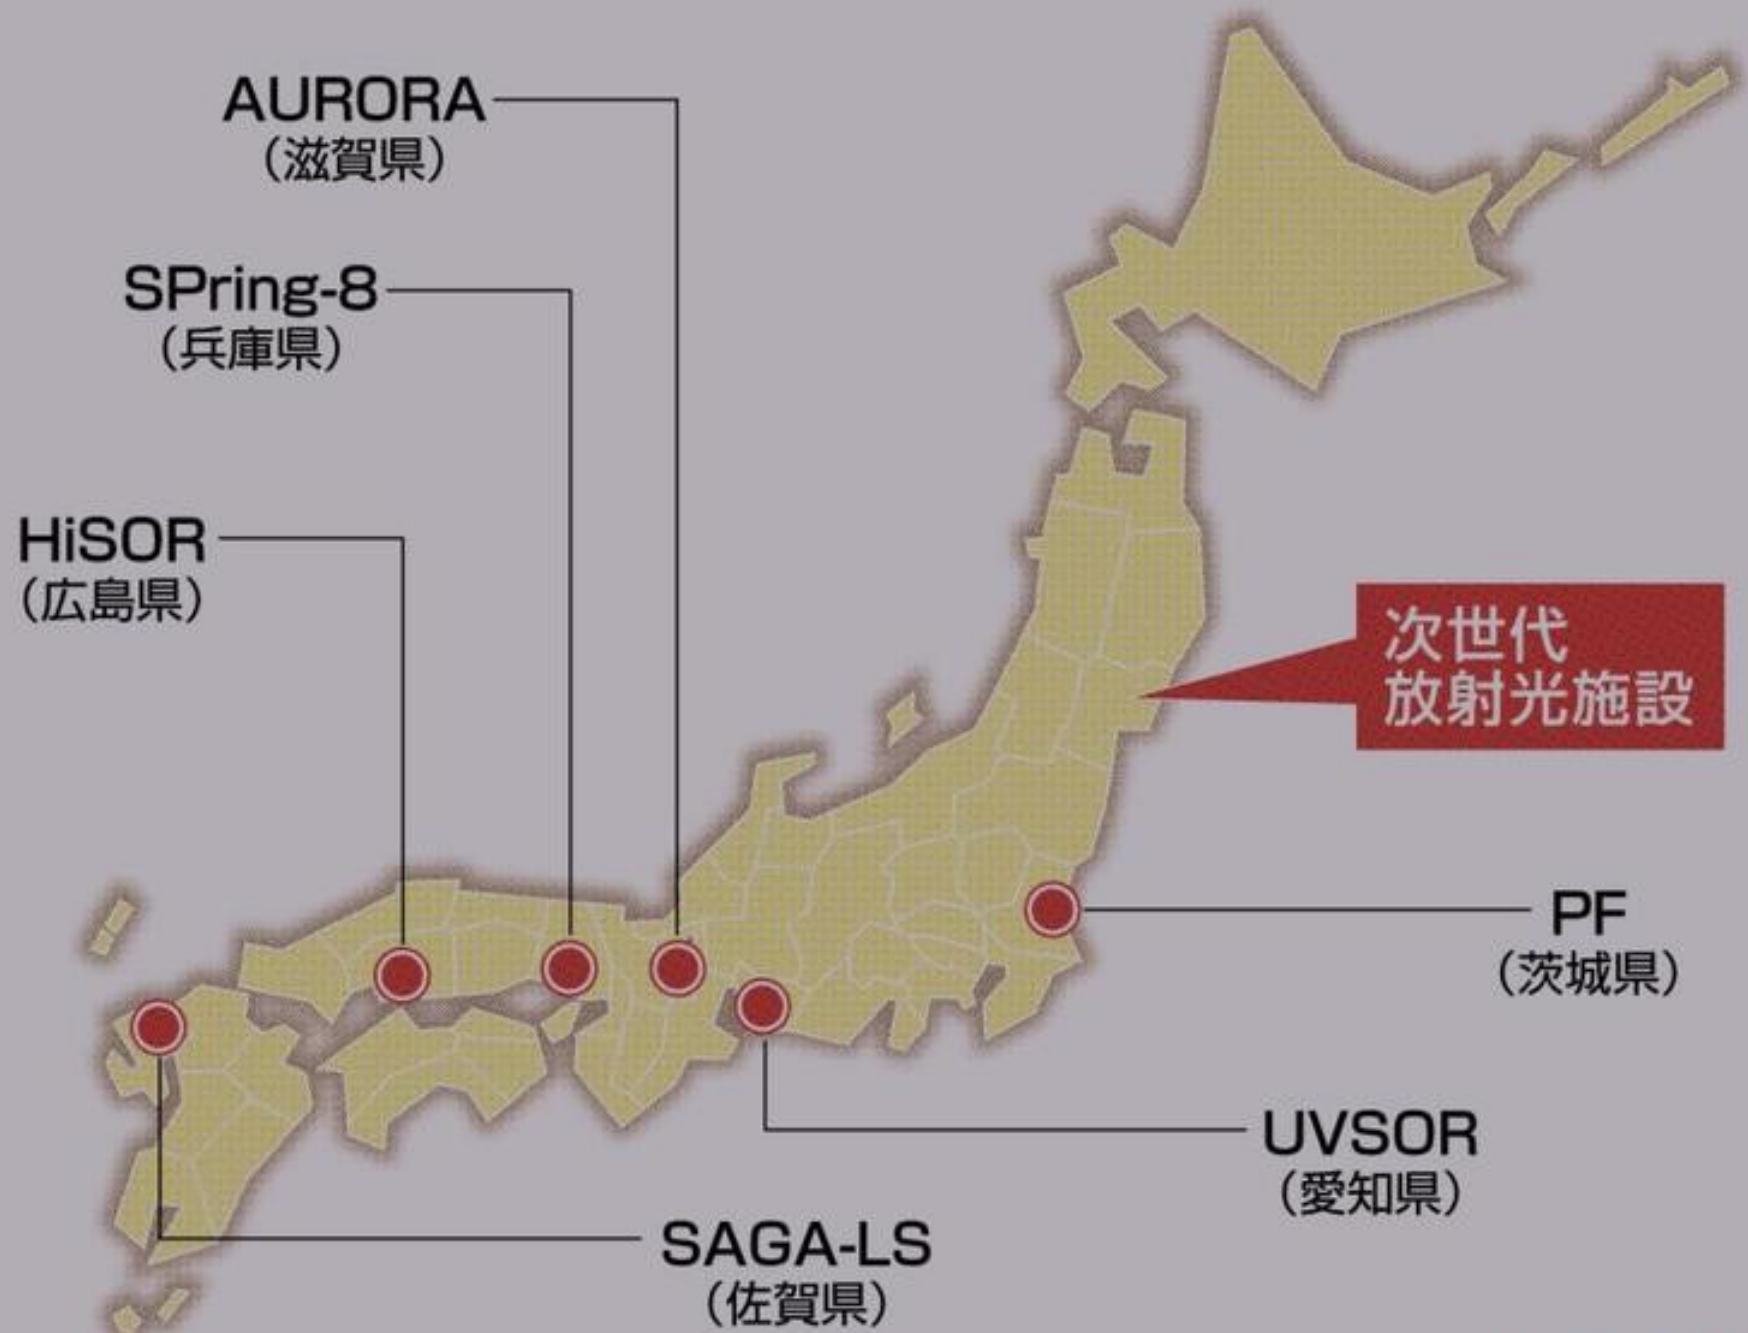 AURORA
（滋賀県）
SPring-8
（兵庫県）
HiSOR
（広島県）
次世代
放射光施設
PF
（茨城県）
UVSOR
（愛知県）
SAGA-LS
（佐賀県）